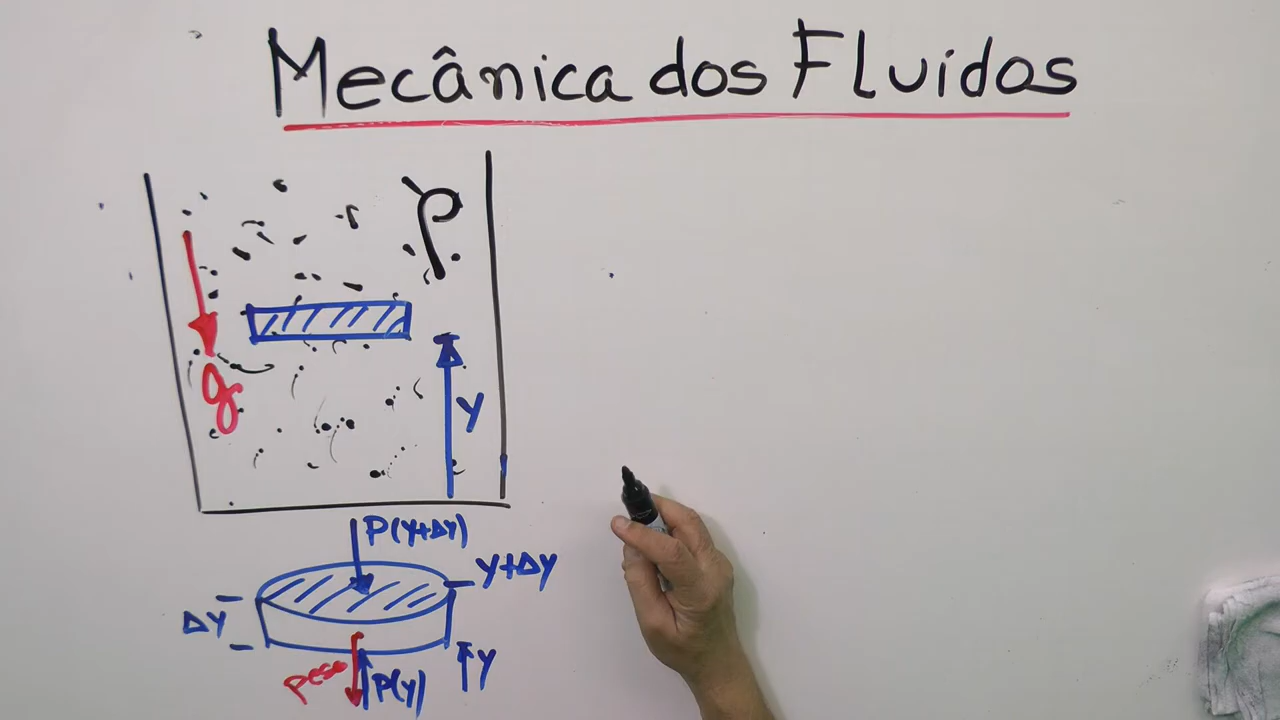 Mecânica dos Fluidos
ρ
g
y
P(y+Δy)
y+Δy
Δy
peso
P(y)
y